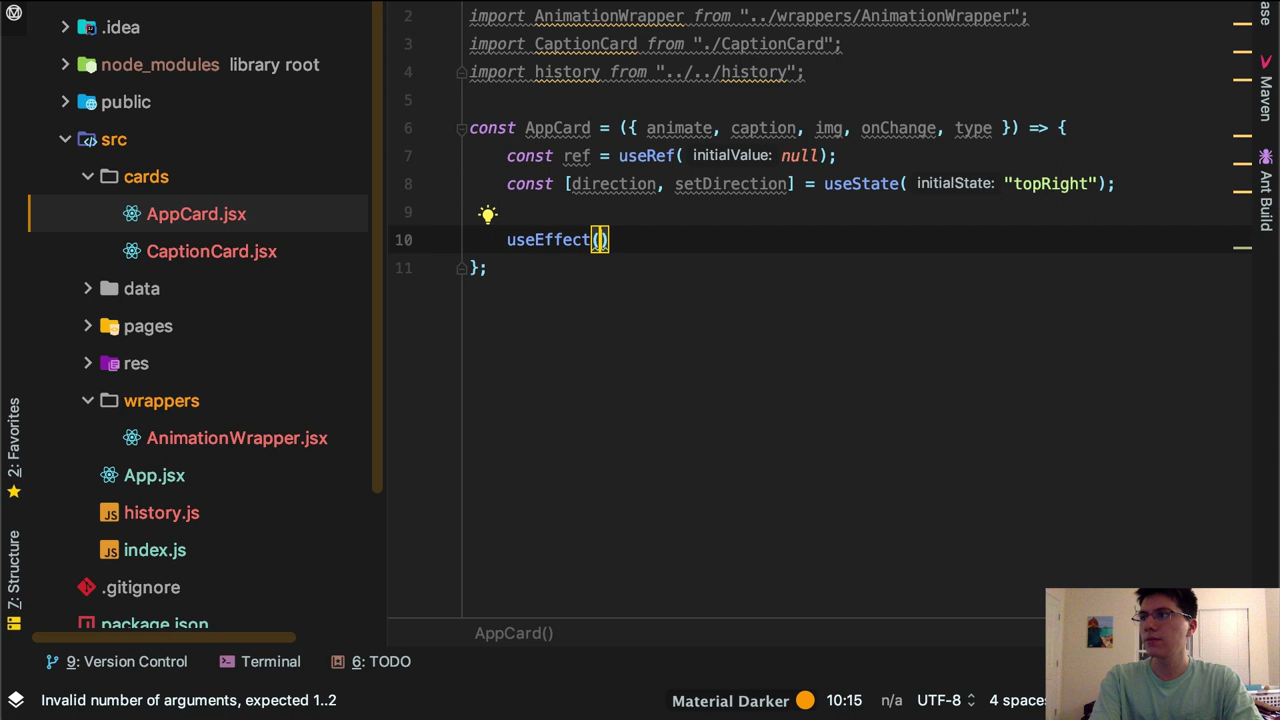 .idea
node_modules library root
public
src
cards
AppCard.jsx
CaptionCard.jsx
data
pages
res
wrappers
AnimationWrapper.jsx
App.jsx
history.js
index.js
.gitignore
package.json
2: Favorites
7: Structure
2 import AnimationWrapper from "../wrappers/AnimationWrapper";
3 import CaptionCard from "./CaptionCard";
4 import history from "../../history";
5
6 const AppCard = ({ animate, caption, img, onChange, type }) => {
7 const ref = useRef( initialValue: null);
8 const [direction, setDirection] = useState( initialState: "topRight");
9
10 useEffect()
11 };
AppCard()
ase
Maven
Ant Build
9: Version Control
Terminal
6: TODO
Invalid number of arguments, expected 1..2
Material Darker
10:15 n/a UTF-8 4 spaces